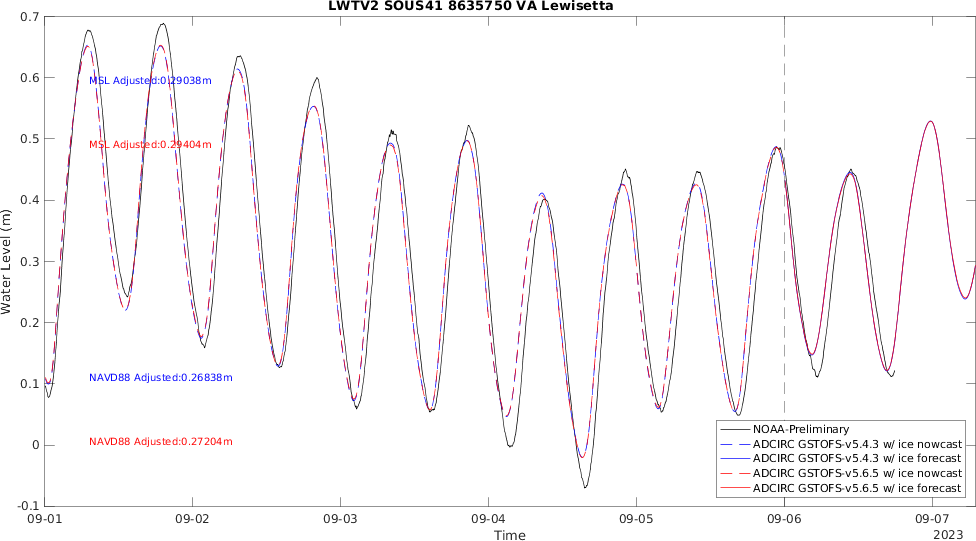 LWTV2 SOUS41 8635750 VA Lewisetta
0.7
0.6
0.5
0.4
0.3
0.2
0.1
0
-0.1
Water Level (m)
MSL Adjusted:0.29038m
MSL Adjusted:0.29404m
NAVD88 Adjusted:0.26838m
NAVD88 Adjusted:0.27204m
NOAA-Preliminary
ADCIRC GSTOFS-v5.4.3 w/ ice nowcast
ADCIRC GSTOFS-v5.4.3 w/ ice forecast
ADCIRC GSTOFS-v5.6.5 w/ ice nowcast
ADCIRC GSTOFS-v5.6.5 w/ ice forecast
09-01 09-02 09-03 09-04 09-05 09-06 09-07
Time
2023